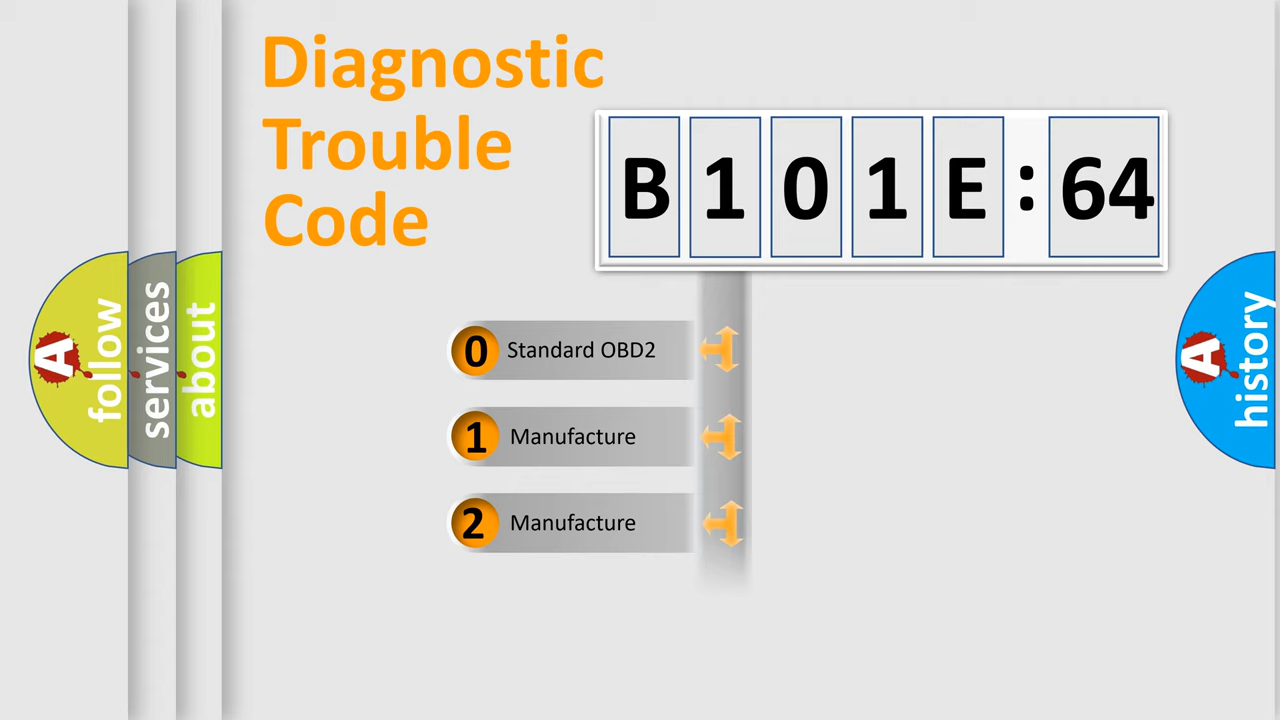 Diagnostic
Trouble
Code
B 1 0 1 E : 64
0 Standard OBD2
1 Manufacture
2 Manufacture
A follow
services
about
A history